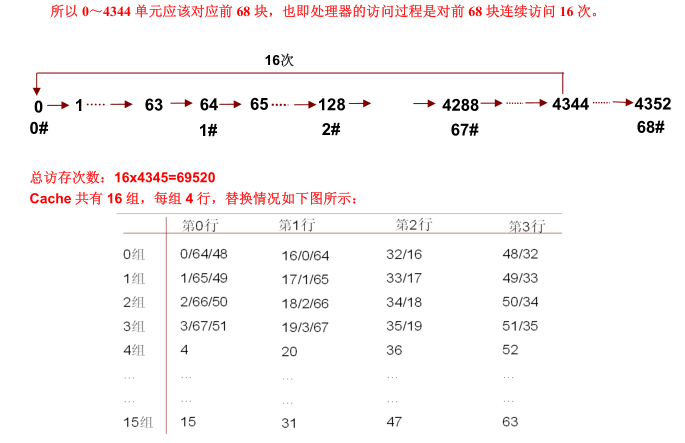 所以 0～4344 单元应该对应前 68 块，也即处理器的访问过程是对前 68 块连续访问 16 次。
16次
0 1 ····· 63 64 65 ····· 128 4288 ······ 4344 ······ 4352
0# 1# 2# 67# 68#
总访存次数：16x4345=69520
Cache 共有 16 组，每组 4 行，替换情况如下图所示：
第0行 第1行 第2行 第3行
0组 0/64/48 16/0/64 32/16 48/32
1组 1/65/49 17/1/65 33/17 49/33
2组 2/66/50 18/2/66 34/18 50/34
3组 3/67/51 19/3/67 35/19 51/35
4组 4 20 36 52
… … … … …
… … … … …
15组 15 31 47 63